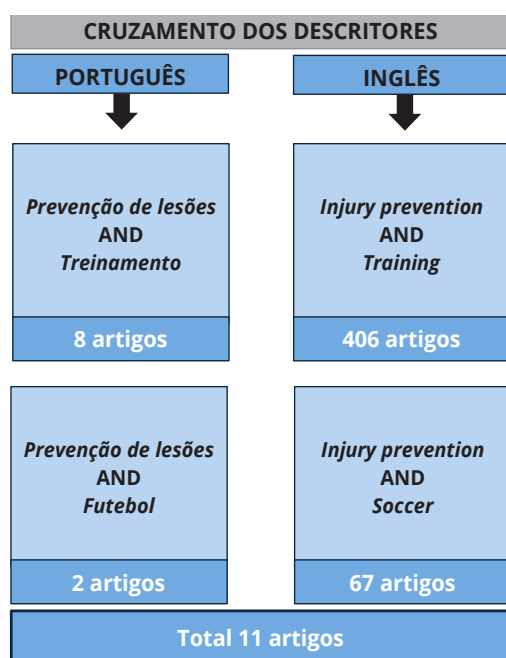 CRUZAMENTO DOS DESCRITORES
PORTUGUÊS
INGLÊS
Prevenção de lesões
AND
Treinamento
8 artigos
Injury prevention
AND
Training
406 artigos
Prevenção de lesões
AND
Futebol
2 artigos
Injury prevention
AND
Soccer
67 artigos
Total 11 artigos